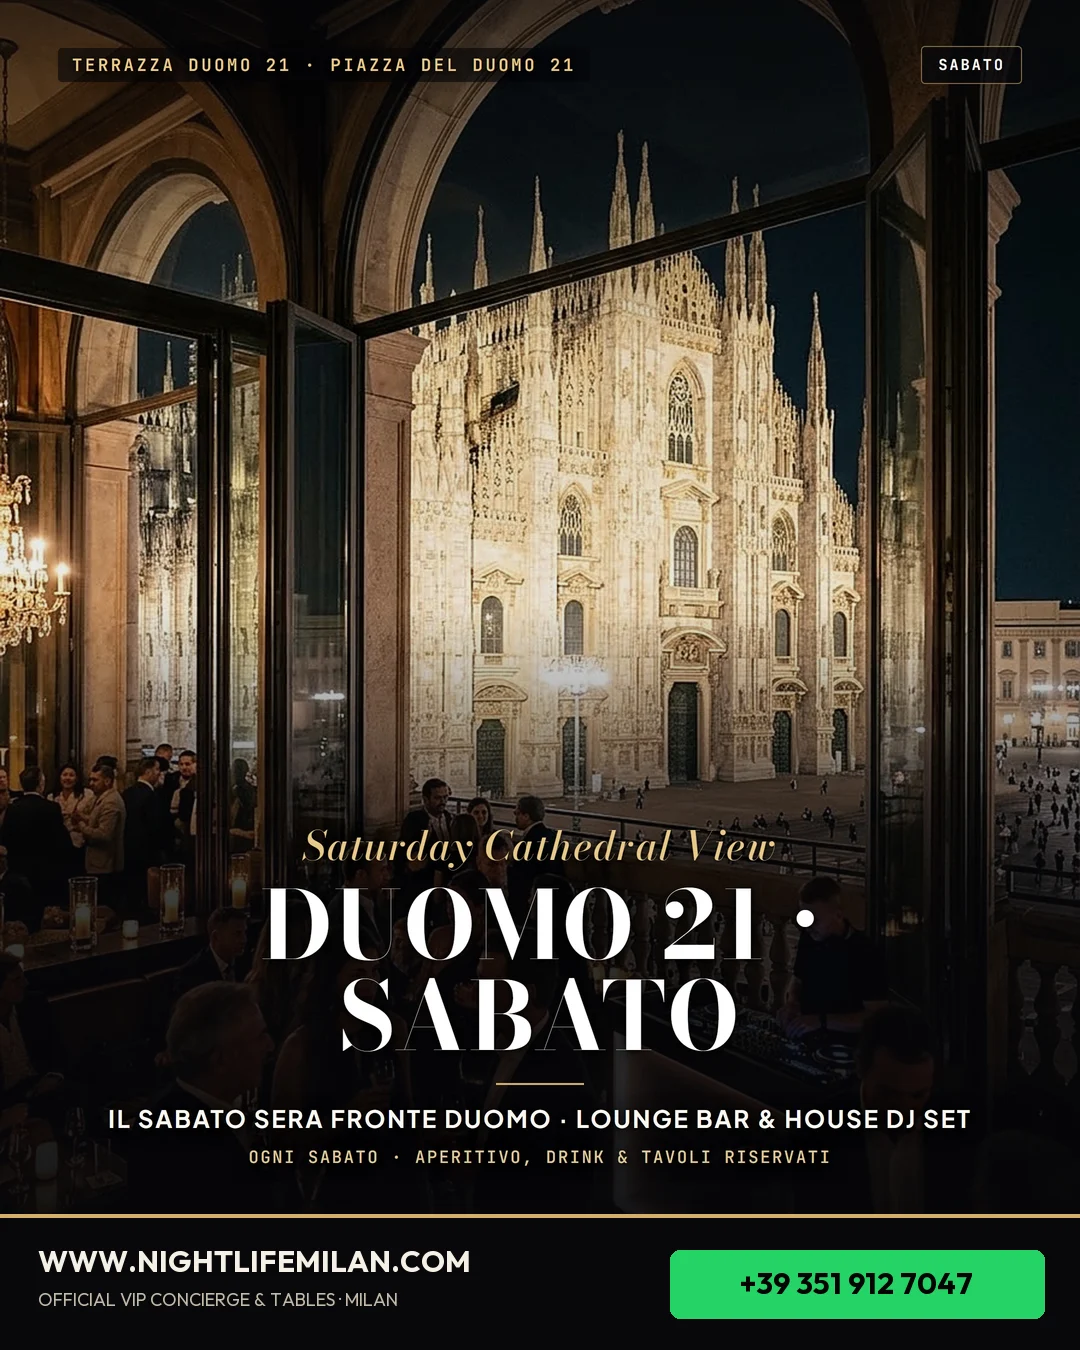 TERRAZZA DUOMO 21 · PIAZZA DEL DUOMO 21
SABATO
Saturday Cathedral View
DUOMO 21 ·
SABATO
IL SABATO SERA FRONTE DUOMO · LOUNGE BAR & HOUSE DJ SET
OGNI SABATO · APERITIVO, DRINK & TAVOLI RISERVATI
WWW.NIGHTLIFEMILAN.COM
OFFICIAL VIP CONCIERGE & TABLES · MILAN
+39 351 912 7047